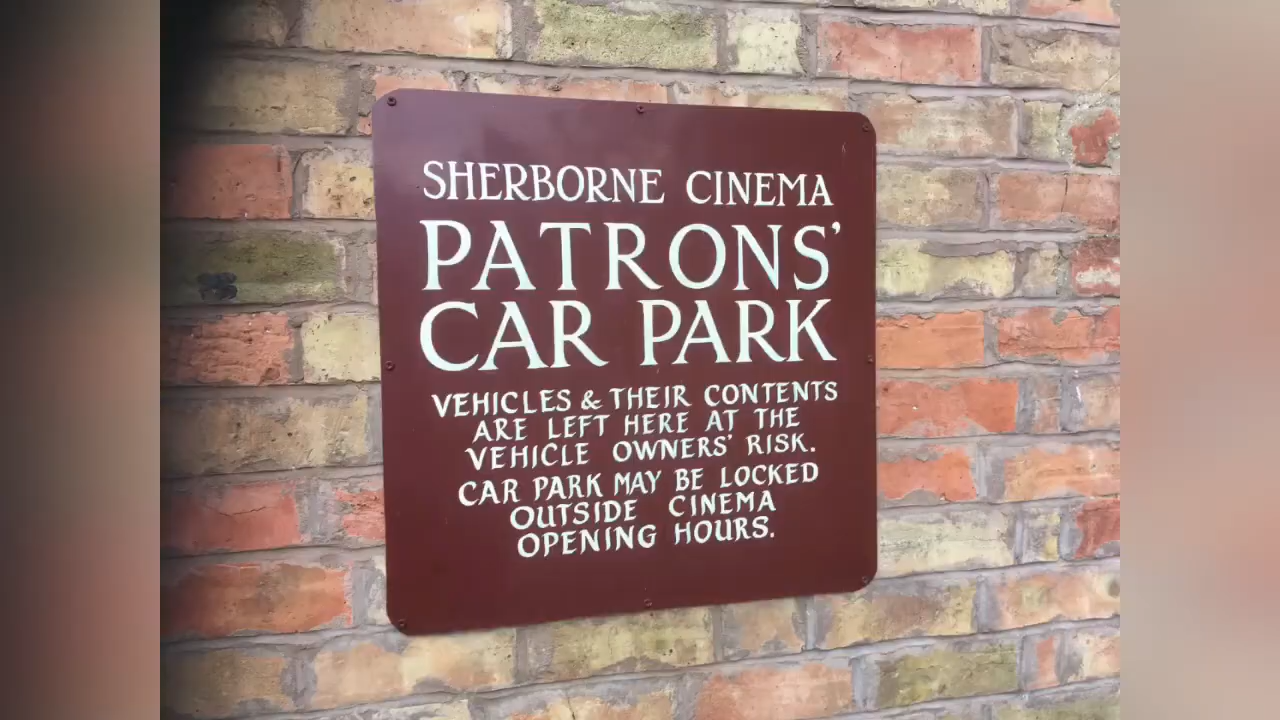 SHERBORNE CINEMA
PATRONS'
CAR PARK
VEHICLES & THEIR CONTENTS
ARE LEFT HERE AT THE
VEHICLE OWNERS' RISK.
CAR PARK MAY BE LOCKED
OUTSIDE CINEMA
OPENING HOURS.